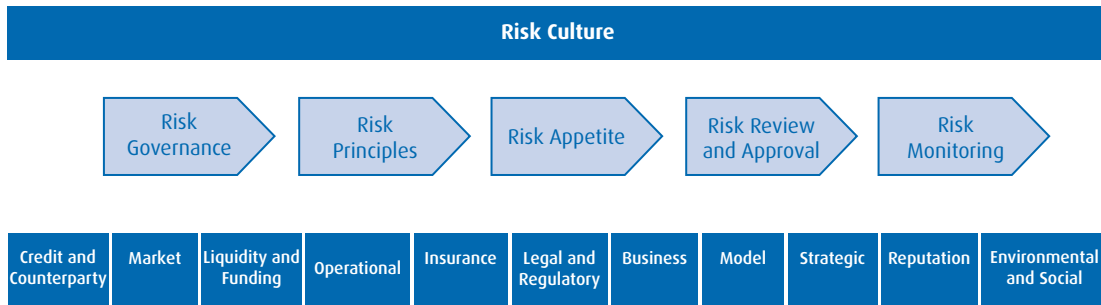 Risk Culture
Risk
Governance
Risk
Principles
Risk Appetite
Risk Review
and Approval
Risk
Monitoring
Credit and
Counterparty
Market
Liquidity and
Funding
Operational
Insurance
Legal and
Regulatory
Business
Model
Strategic
Reputation
Environmental
and Social